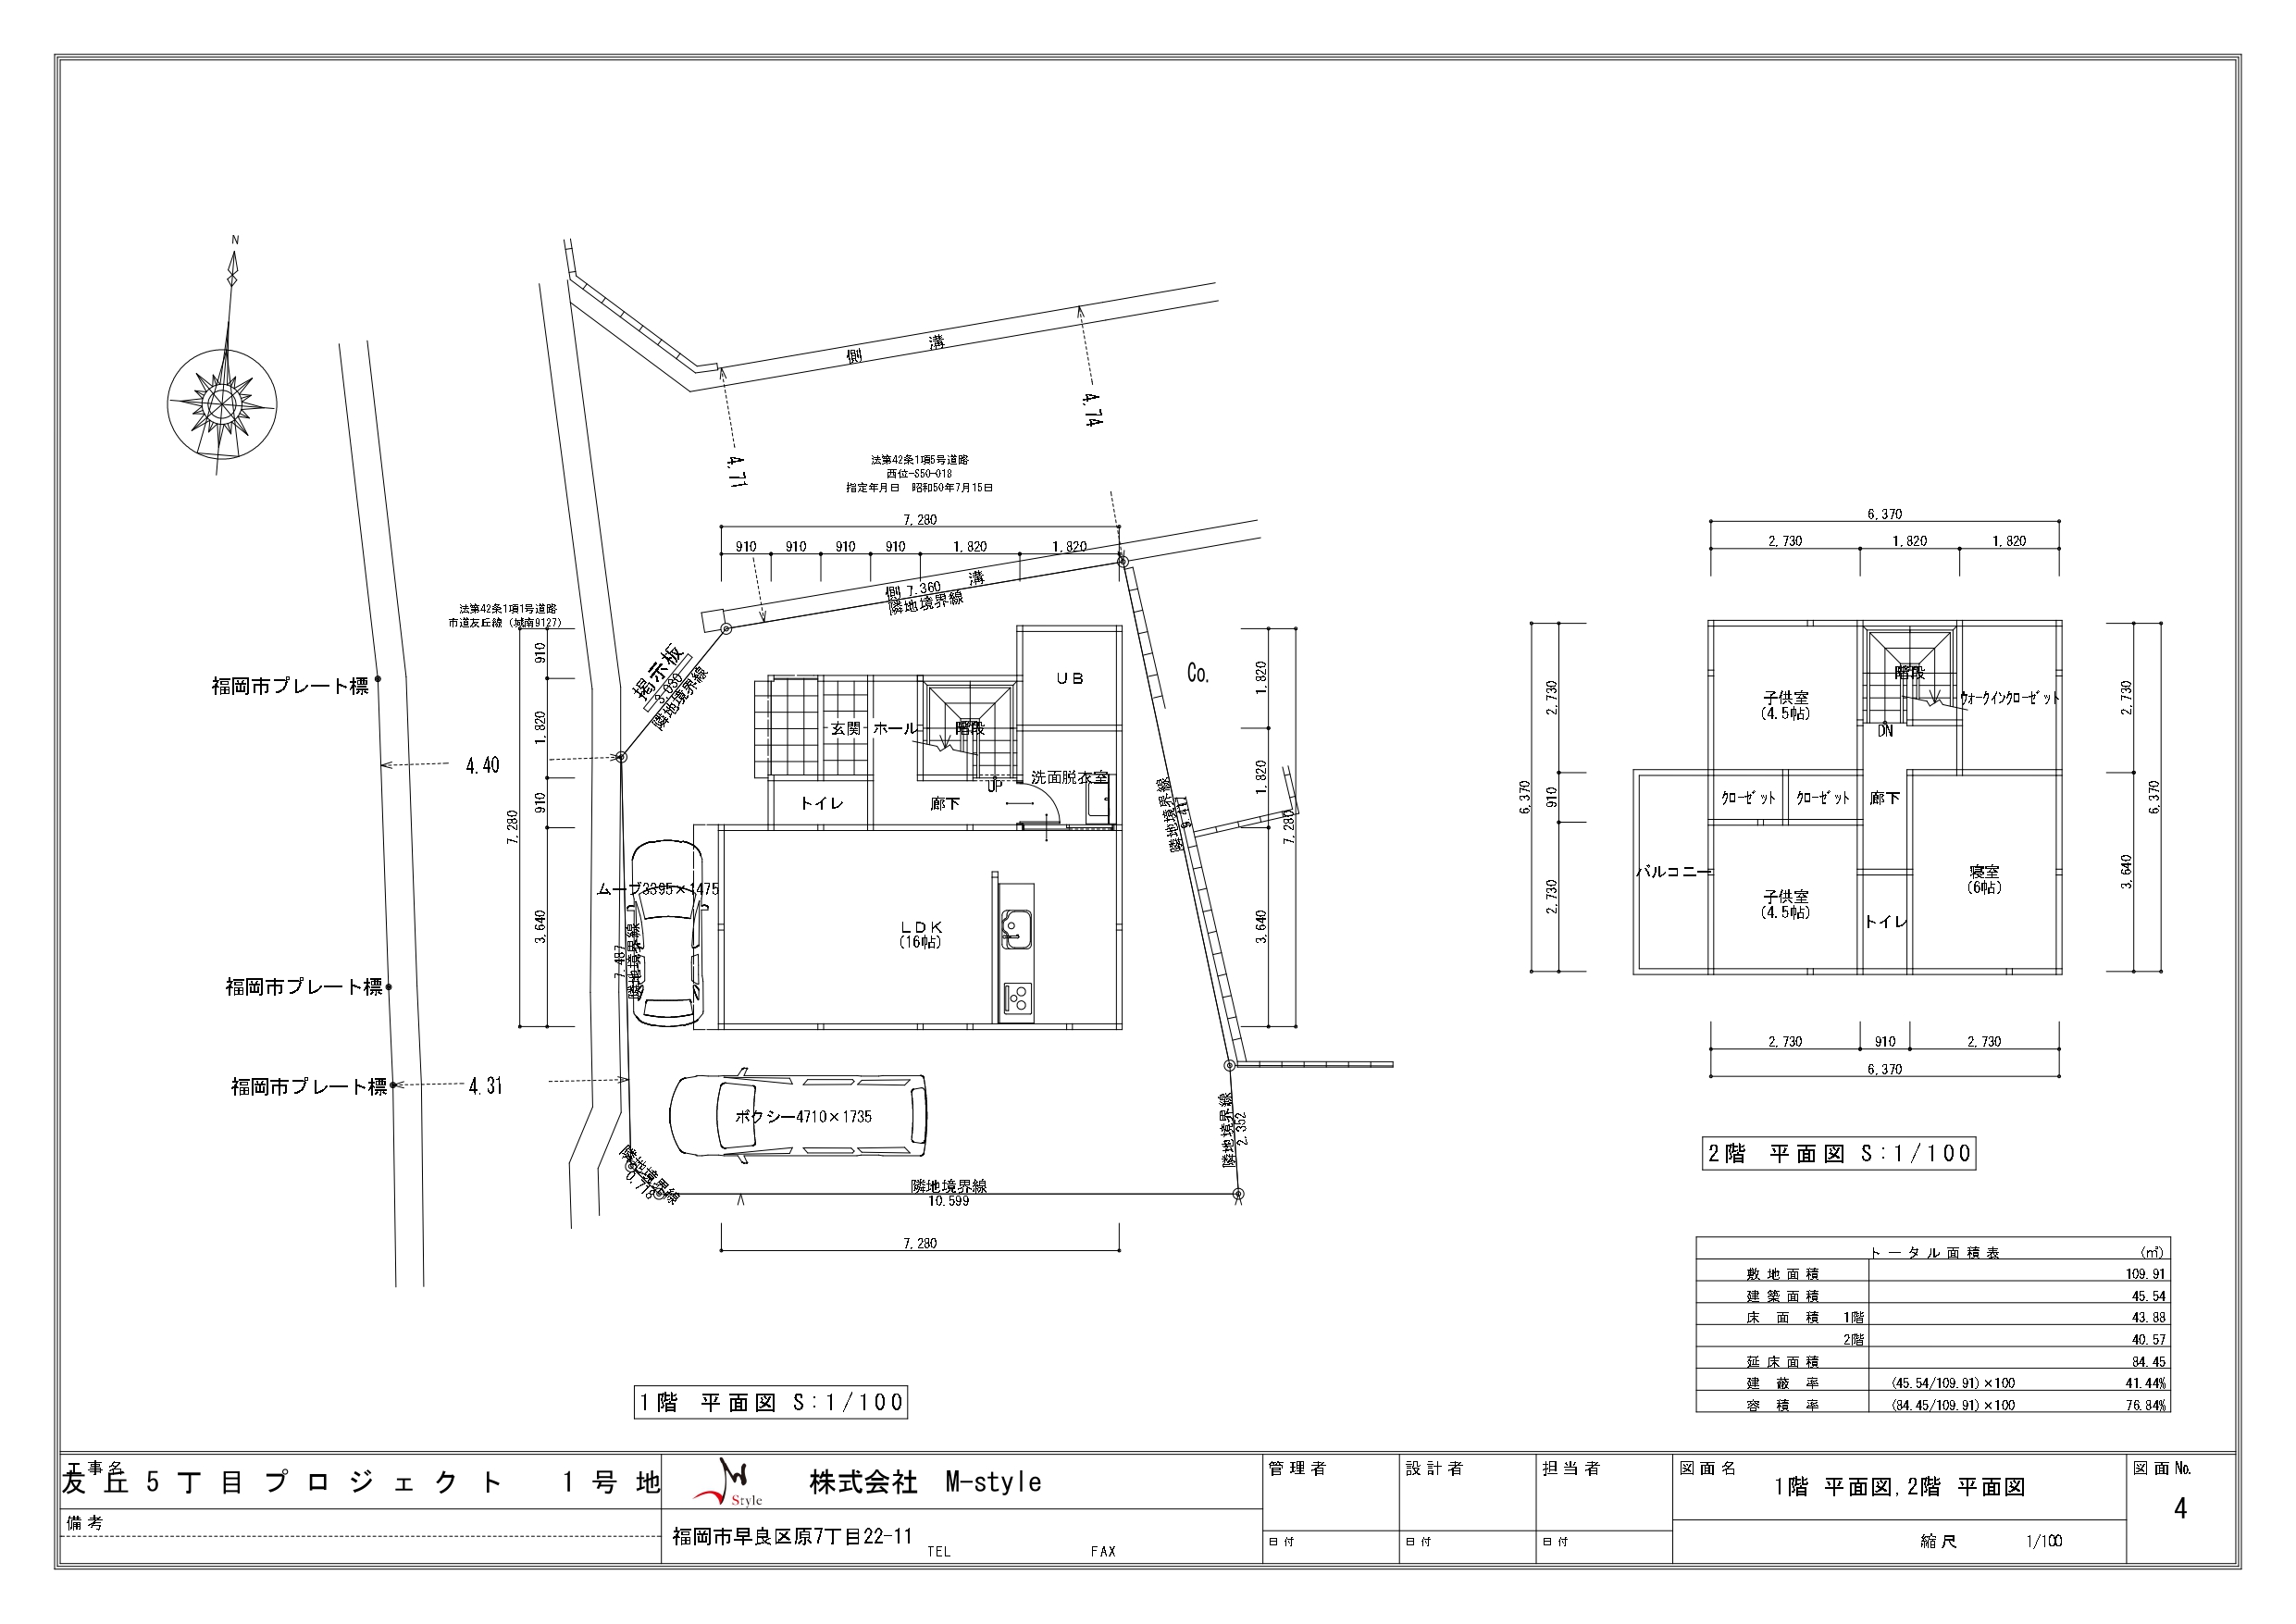 N
側 溝
4.74
4.71
法第42条1項5号道路
西位-S50-018
指定年月日 昭和50年7月15日
7,280
910 910 910 910 1,820 1,820
側 7.360 溝
隣地境界線
法第42条1項1号道路
市道友丘線（城南9127）
掲示板
3.080
隣地境界線
福岡市プレート標
4.40
福岡市プレート標
福岡市プレート標
4.31
910
1,820
910
3,640
7,280
UB
Co.
玄関
ホール
階段
UP
洗面脱衣室
トイレ
廊下
ムーブ3395×1475
LDK
(16帖)
7.487
隣地境界線
隣地境界線
1,820
1,820
3,640
7,280
ボクシー4710×1735
隣地境界線
2.352
隣地境界線
0.718
隣地境界線
10.599
7,280
1階 平面図 S:1/100
6,370
2,730 1,820 1,820
2,730
910
2,730
6,370
子供室
(4.5帖)
階段
DN
ウォークインクローゼット
クローゼット
クローゼット
廊下
バルコニー
子供室
(4.5帖)
トイレ
寝室
(6帖)
2,730
3,640
6,370
2,730 910 2,730
6,370
2階 平面図 S:1/100
トータル面積表 (㎡)
敷地面積 109.91
建築面積 45.54
床面積 1階 43.88
2階 40.57
延床面積 84.45
建蔽率 (45.54/109.91)×100 41.44%
容積率 (84.45/109.91)×100 76.84%
工事名
友丘5丁目プロジェクト 1号地
備考
Style
株式会社 M-style
福岡市早良区原7丁目22-11
TEL FAX
管理者
日付
設計者
日付
担当者
日付
図面名
1階 平面図,2階 平面図
縮尺 1/100
図面No.
4